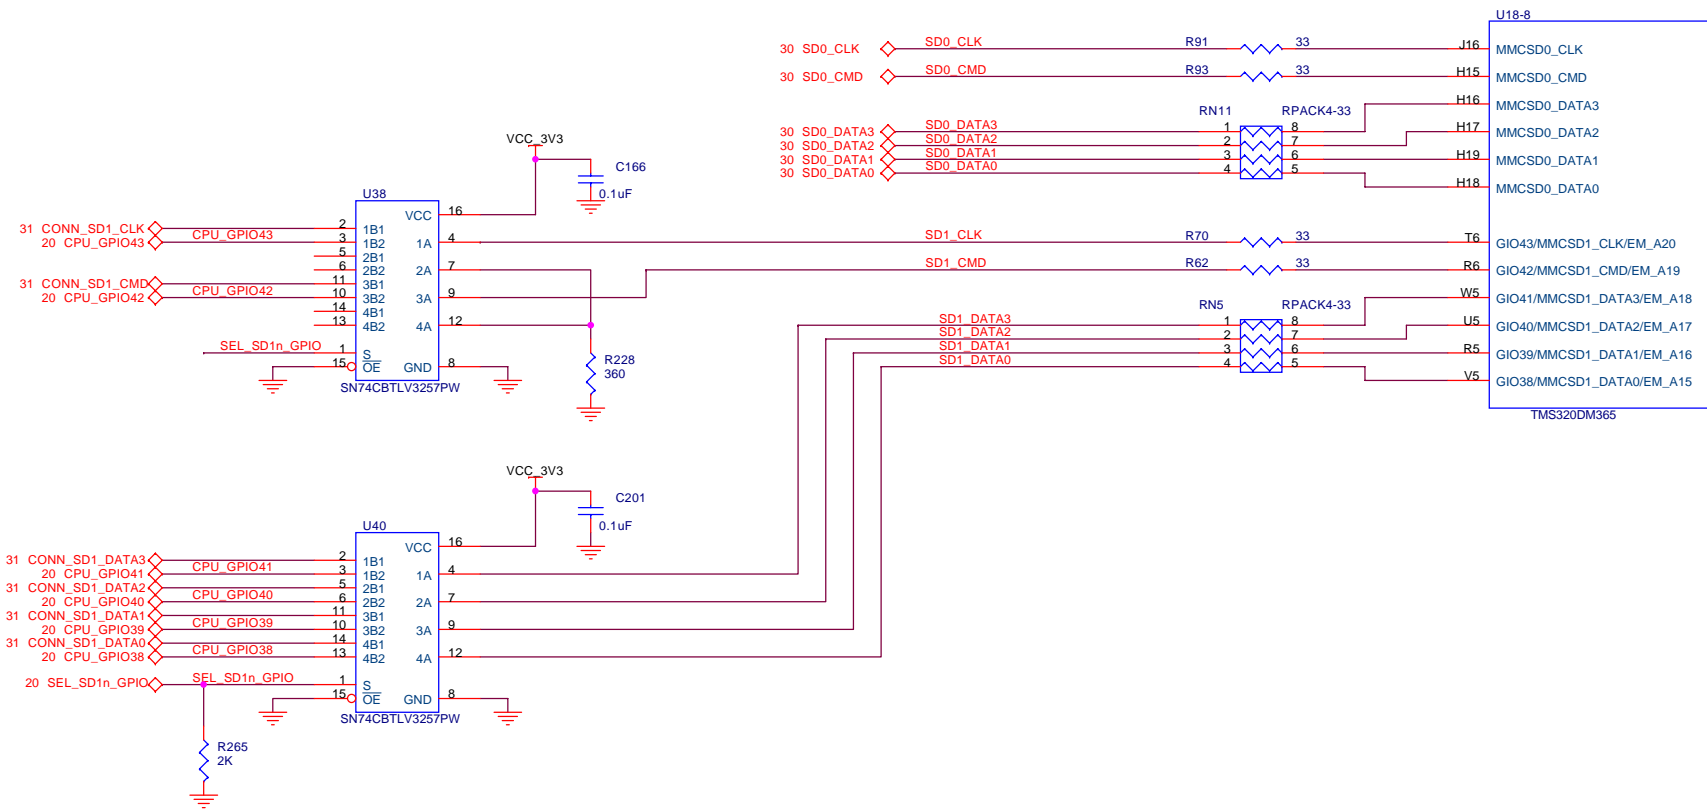 U18-8
30 SD0_CLK SD0_CLK R91 33 J16 MMCSD0_CLK
30 SD0_CMD SD0_CMD R93 33 H15 MMCSD0_CMD
H16 MMCSD0_DATA3
RN11 RPACK4-33
30 SD0_DATA3 SD0_DATA3 1 8
H17 MMCSD0_DATA2
30 SD0_DATA2 SD0_DATA2 2 7
30 SD0_DATA1 SD0_DATA1 3 6 H19 MMCSD0_DATA1
30 SD0_DATA0 SD0_DATA0 4 5
H18 MMCSD0_DATA0
VCC_3V3
C166
0.1uF
U38
VCC 16
31 CONN_SD1_CLK 2 1B1
20 CPU_GPIO43 CPU_GPIO43 3 1B2 1A 4 SD1_CLK R70 33 T6 GIO43/MMCSD1_CLK/EM_A20
5 2B1
6 2B2 2A 7 SD1_CMD R62 33 R6 GIO42/MMCSD1_CMD/EM_A19
31 CONN_SD1_CMD 11 3B1
20 CPU_GPIO42 CPU_GPIO42 10 3B2 3A 9 W5 GIO41/MMCSD1_DATA3/EM_A18
14 4B1 RN5 RPACK4-33
13 4B2 4A 12 SD1_DATA3 1 8 U5 GIO40/MMCSD1_DATA2/EM_A17
SD1_DATA2 2 7
SEL_SD1n_GPIO 1 S SD1_DATA1 3 6 R5 GIO39/MMCSD1_DATA1/EM_A16
15 OE GND 8 SD1_DATA0 4 5
V5 GIO38/MMCSD1_DATA0/EM_A15
R228
360
SN74CBTLV3257PW
TMS320DM365
VCC_3V3
C201
0.1uF
U40
VCC 16
31 CONN_SD1_DATA3 2 1B1
20 CPU_GPIO41 CPU_GPIO41 3 1B2 1A 4
31 CONN_SD1_DATA2 5 2B1
20 CPU_GPIO40 CPU_GPIO40 6 2B2 2A 7
31 CONN_SD1_DATA1 11 3B1
20 CPU_GPIO39 CPU_GPIO39 10 3B2 3A 9
31 CONN_SD1_DATA0 14 4B1
20 CPU_GPIO38 CPU_GPIO38 13 4B2 4A 12
20 SEL_SD1n_GPIO SEL_SD1n_GPIO 1 S
15 OE GND 8
SN74CBTLV3257PW
R265
2K